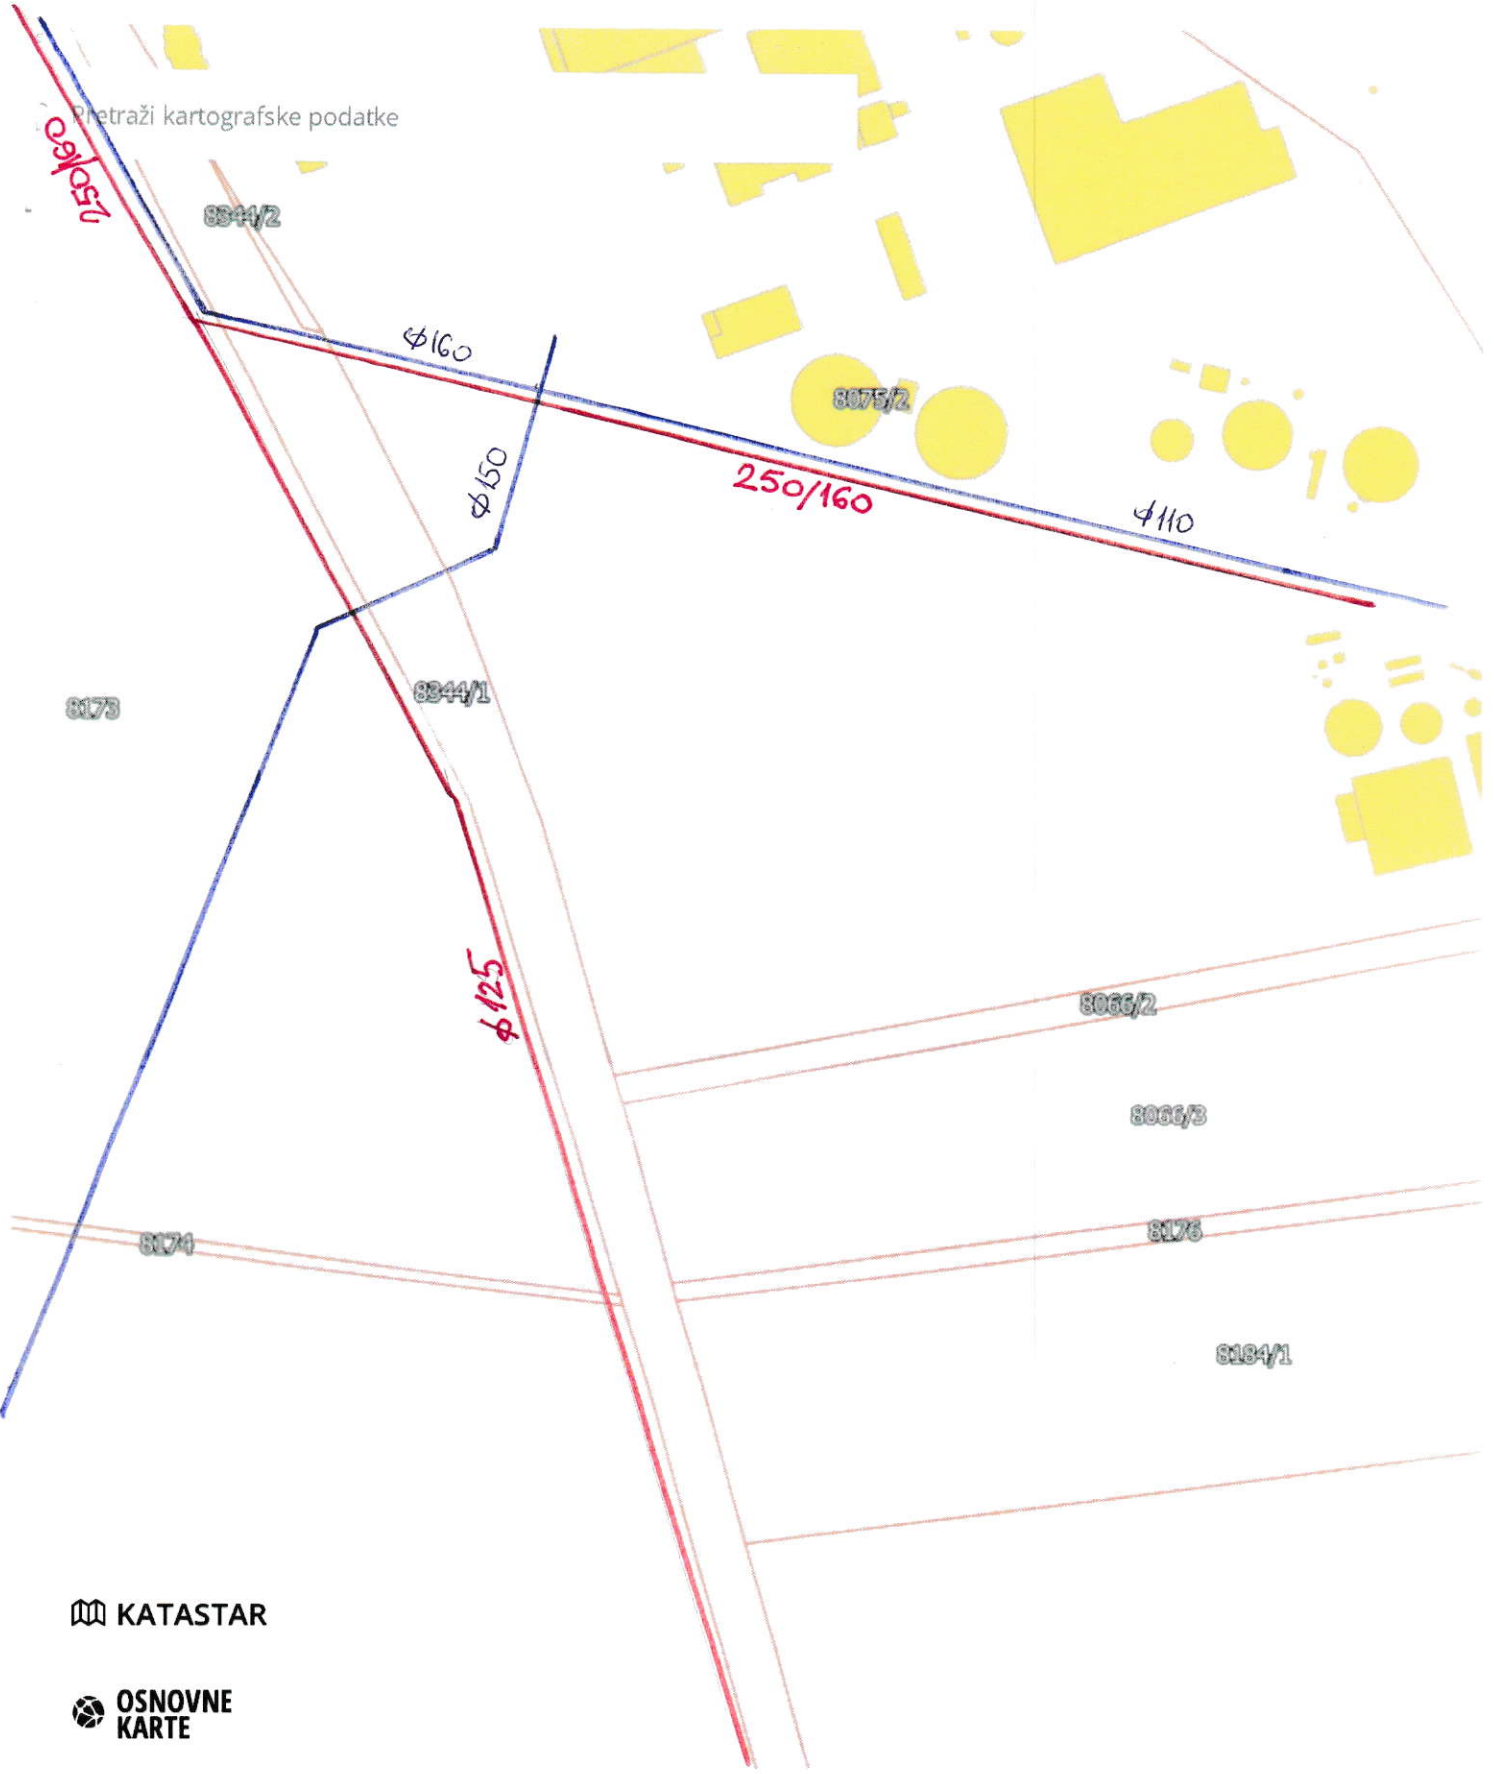 Pretraži kartografske podatke
250/160
8344/2
ϕ160
8075/2
ϕ150
250/160
ϕ110
8344/1
8173
ϕ125
8066/2
8066/3
8176
8174
8184/1
KATASTAR
OSNOVNE
KARTE